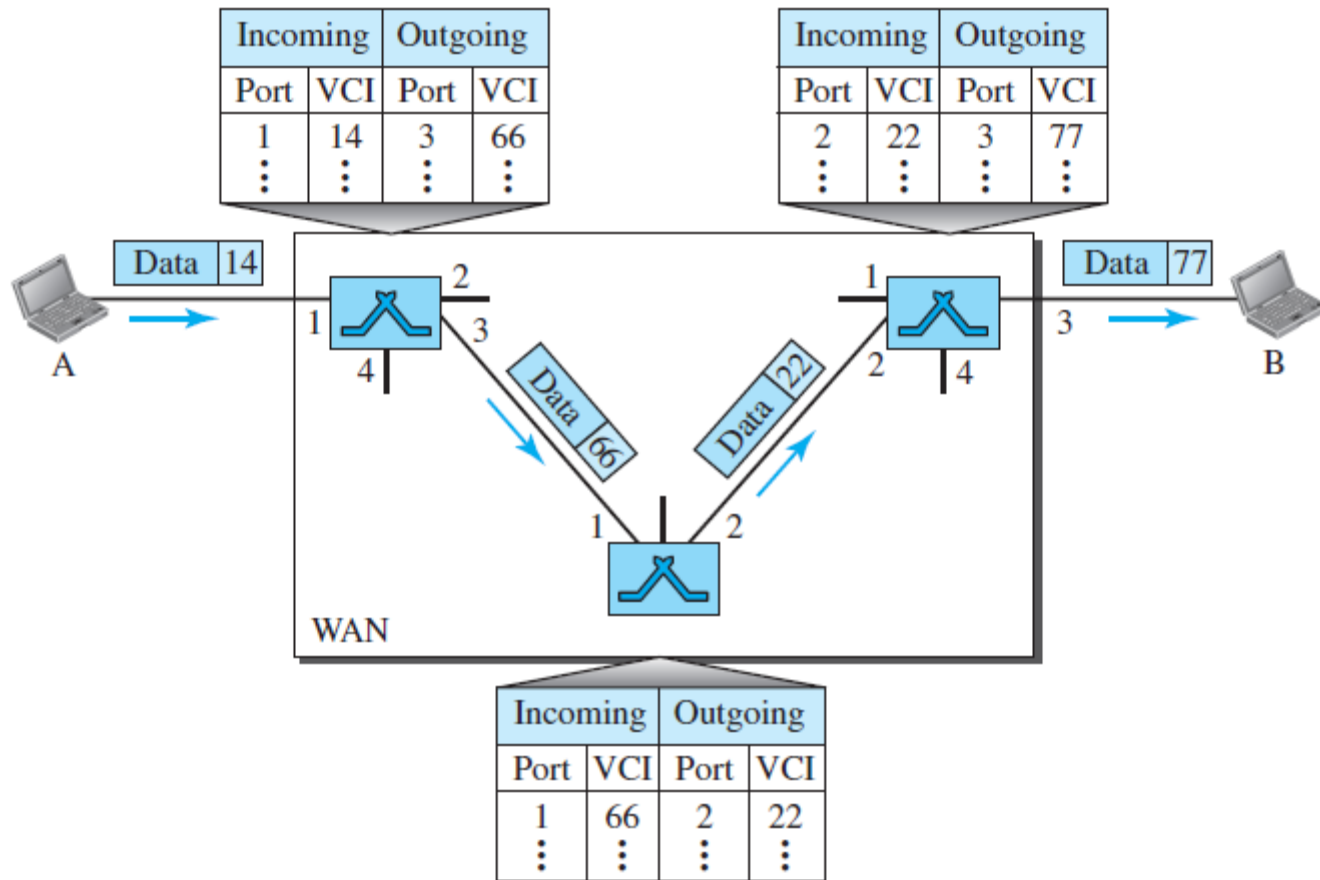 Incoming Outgoing Incoming Outgoing
Port VCI Port VCI Port VCI Port VCI
1 14 3 66 2 22 3 77
Data 14 Data 77
2 1
1 3 2 3
A 4 4 B
Data 66
Data 22
1 2
WAN
Incoming Outgoing
Port VCI Port VCI
1 66 2 22